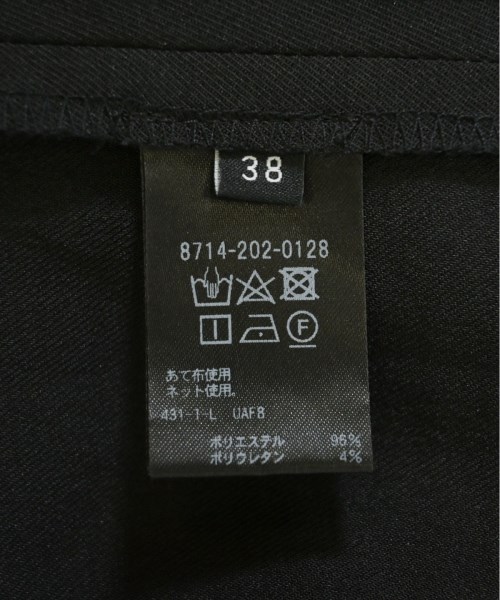 38
8714-202-0128
F
あて布使用
ネット使用。
431-1-L UAFB
ポリエステル 96%
ポリウレタン 4%